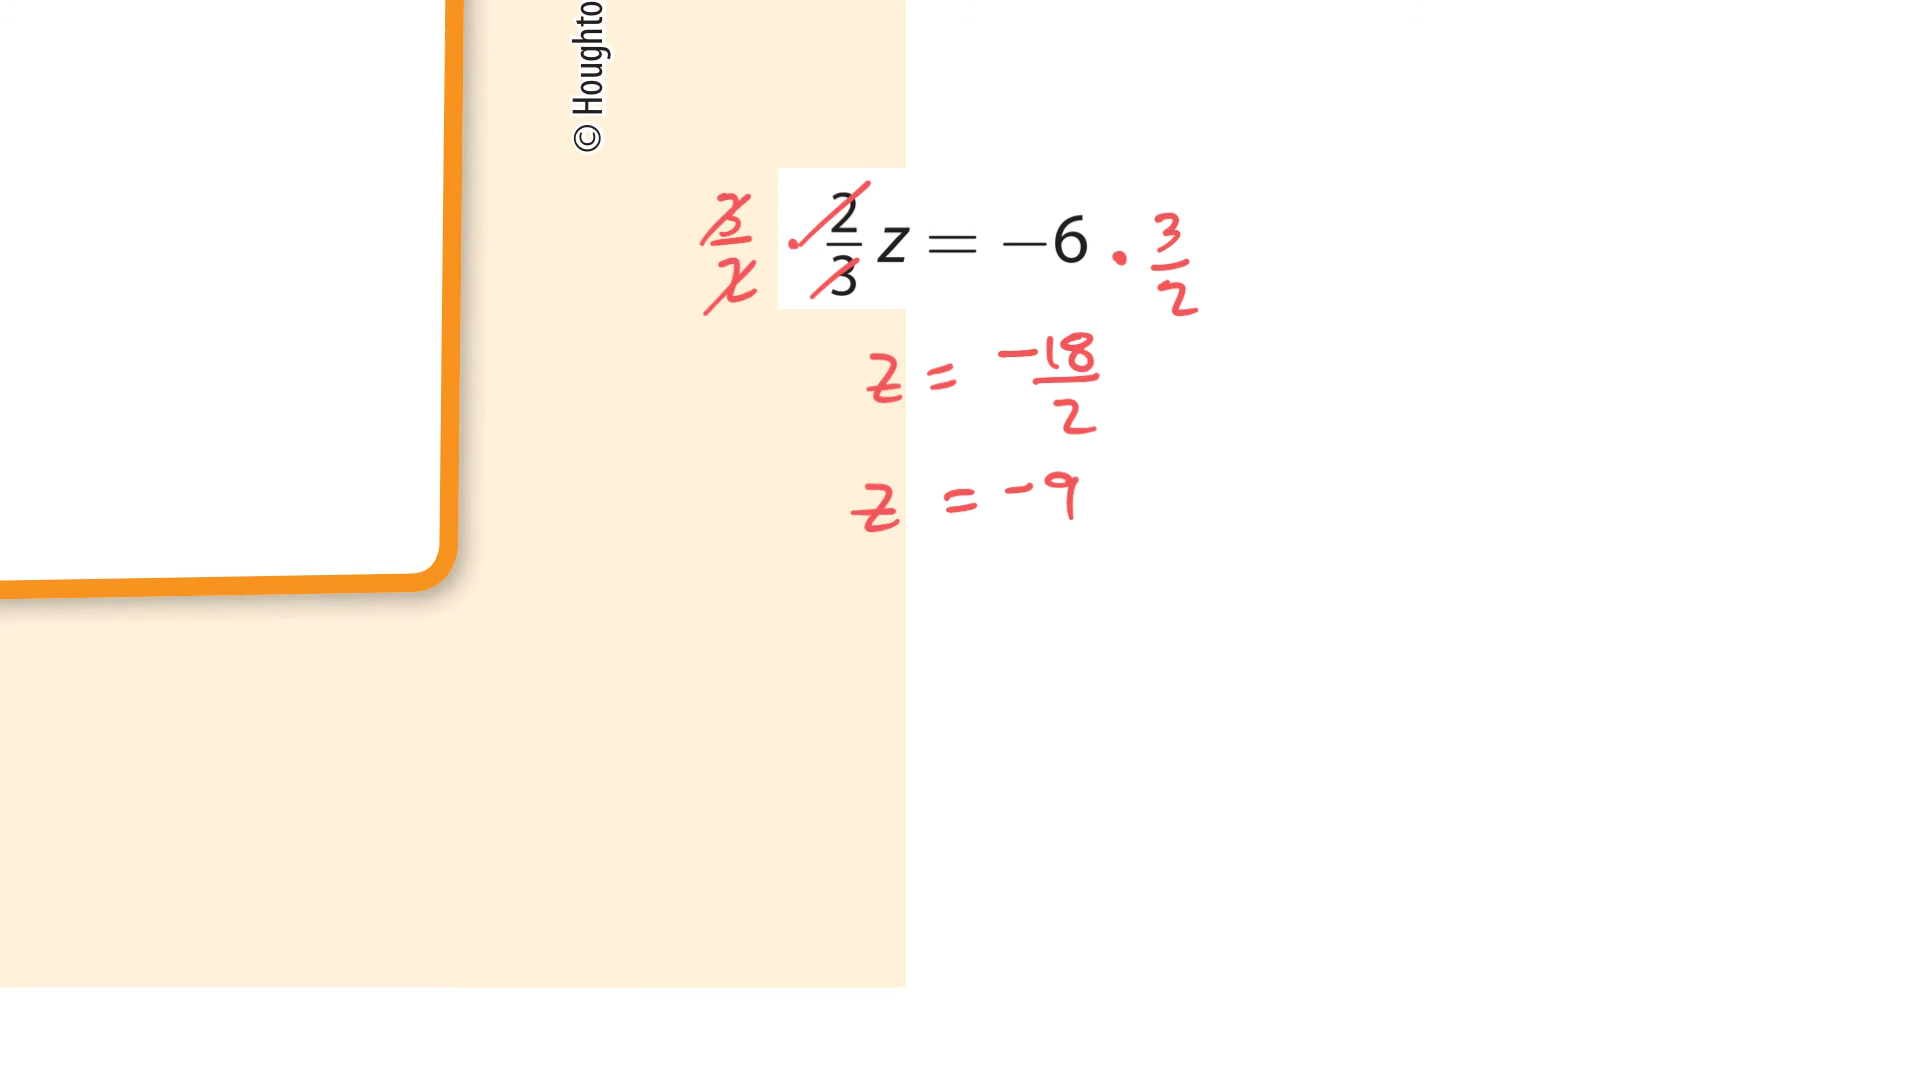 © Houghto
3/2 · 2/3 z = −6 · 3/2
z = −18/2
z = −9